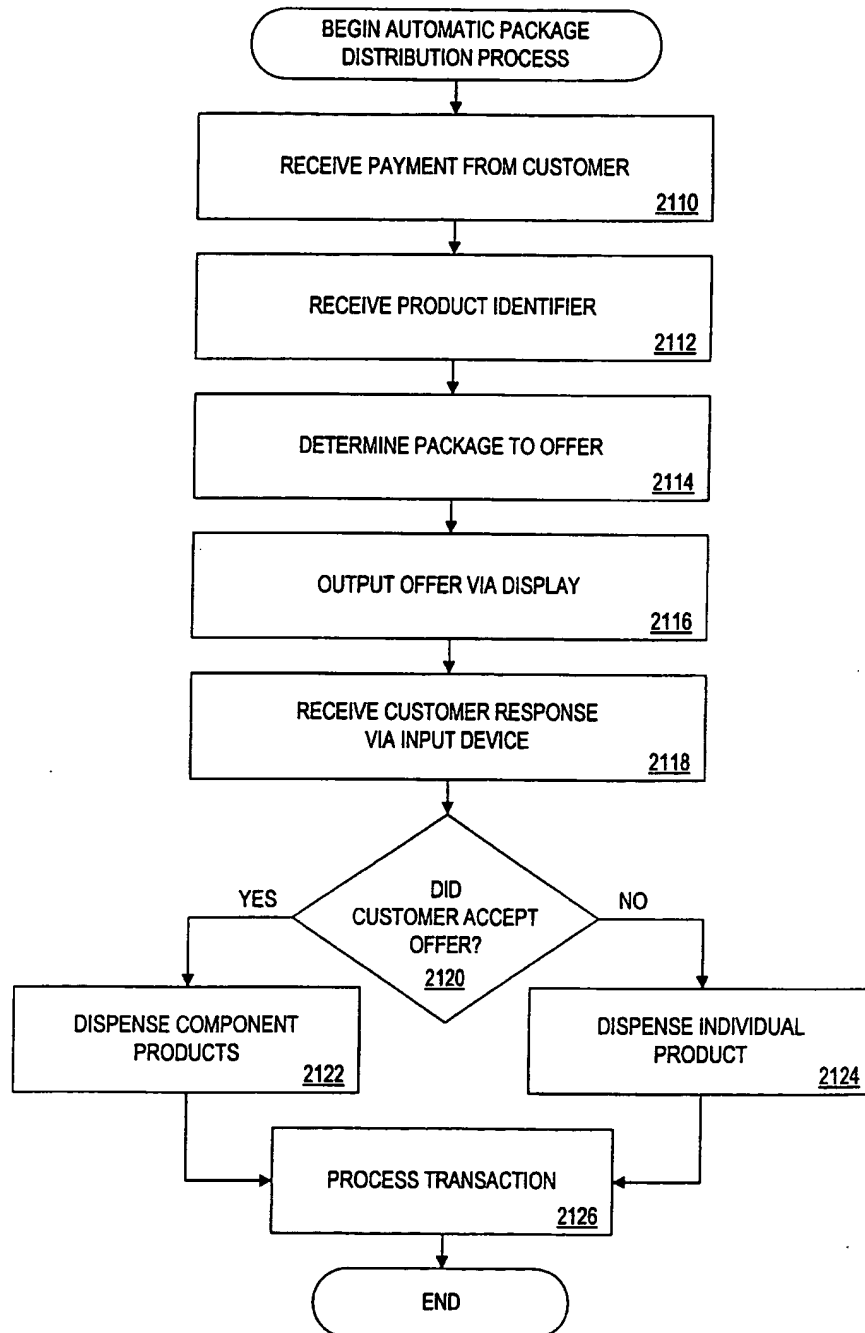 BEGIN AUTOMATIC PACKAGE
DISTRIBUTION PROCESS
RECEIVE PAYMENT FROM CUSTOMER
2110
RECEIVE PRODUCT IDENTIFIER
2112
DETERMINE PACKAGE TO OFFER
2114
OUTPUT OFFER VIA DISPLAY
2116
RECEIVE CUSTOMER RESPONSE
VIA INPUT DEVICE
2118
YES
DID
CUSTOMER ACCEPT
OFFER?
2120
NO
DISPENSE COMPONENT
PRODUCTS
2122
DISPENSE INDIVIDUAL
PRODUCT
2124
PROCESS TRANSACTION
2126
END